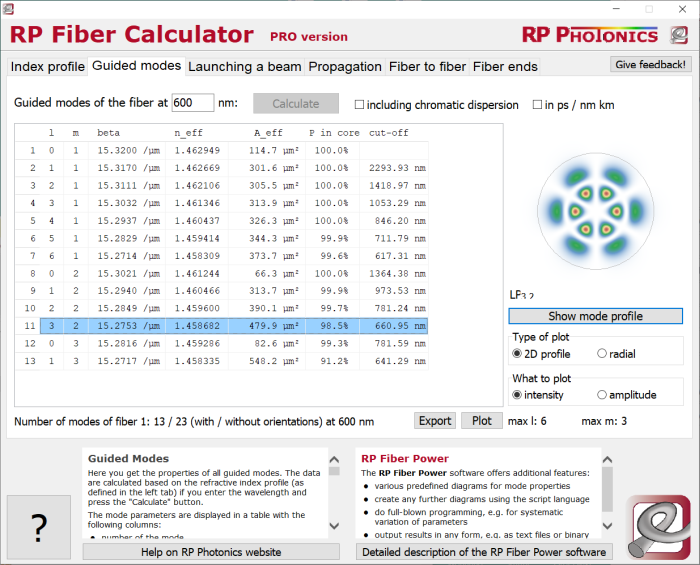 RP Fiber Calculator PRO version RP PHOTONICS
Index profile Guided modes Launching a beam Propagation Fiber to fiber Fiber ends Give feedback!
Guided modes of the fiber at 600 nm: Calculate including chromatic dispersion in ps / nm km
l m beta n_eff A_eff P in core cut-off
1 0 1 15.3200 /µm 1.462949 114.7 µm² 100.0%
2 1 1 15.3170 /µm 1.462669 301.6 µm² 100.0% 2293.93 nm
3 2 1 15.3111 /µm 1.462106 305.5 µm² 100.0% 1418.97 nm
4 3 1 15.3032 /µm 1.461346 313.9 µm² 100.0% 1053.29 nm
5 4 1 15.2937 /µm 1.460437 326.3 µm² 100.0% 846.20 nm
6 5 1 15.2829 /µm 1.459414 344.3 µm² 99.9% 711.79 nm
7 6 1 15.2714 /µm 1.458309 373.7 µm² 99.6% 617.31 nm
8 0 2 15.3021 /µm 1.461244 66.3 µm² 100.0% 1364.38 nm
9 1 2 15.2940 /µm 1.460466 313.7 µm² 99.9% 973.53 nm
10 2 2 15.2849 /µm 1.459600 390.1 µm² 99.7% 781.24 nm
11 3 2 15.2753 /µm 1.458682 479.9 µm² 98.5% 660.95 nm
12 0 3 15.2816 /µm 1.459286 82.6 µm² 99.3% 781.59 nm
13 1 3 15.2717 /µm 1.458335 548.2 µm² 91.2% 641.29 nm
LP3,2
Show mode profile
Type of plot
2D profile radial
What to plot
intensity amplitude
Number of modes of fiber 1: 13 / 23 (with / without orientations) at 600 nm Export Plot max l: 6 max m: 3
Guided Modes
Here you get the properties of all guided modes. The data
are calculated based on the refractive index profile (as
defined in the left tab) if you enter the wavelength and
press the "Calculate" button.
The mode parameters are displayed in a table with the
following columns:
● number of the mode
Help on RP Photonics website
RP Fiber Power
The RP Fiber Power software offers additional features:
● various predefined diagrams for mode properties
● create any further diagrams using the script language
● do full-blown programming, e.g. for systematic
variation of parameters
● output results in any form, e.g. as text files or binary
Detailed description of the RP Fiber Power software
?